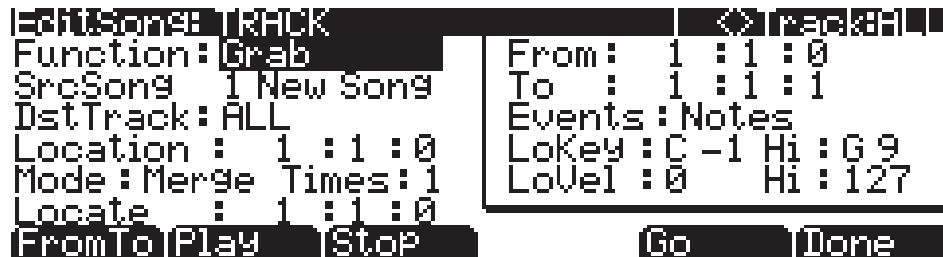 EditSong: TRACK <>Track:ALL
Function:Grab
SrcSong 1 New Song
DstTrack:ALL
Location : 1 :1 :0
Mode:Merge Times:1
Locate : 1 :1 :0
From: 1 :1 :0
To : 1 :1 :1
Events:Notes
LoKey:C -1 Hi:G 9
LoVel:0 Hi:127
FromTo Play Stop Go Done